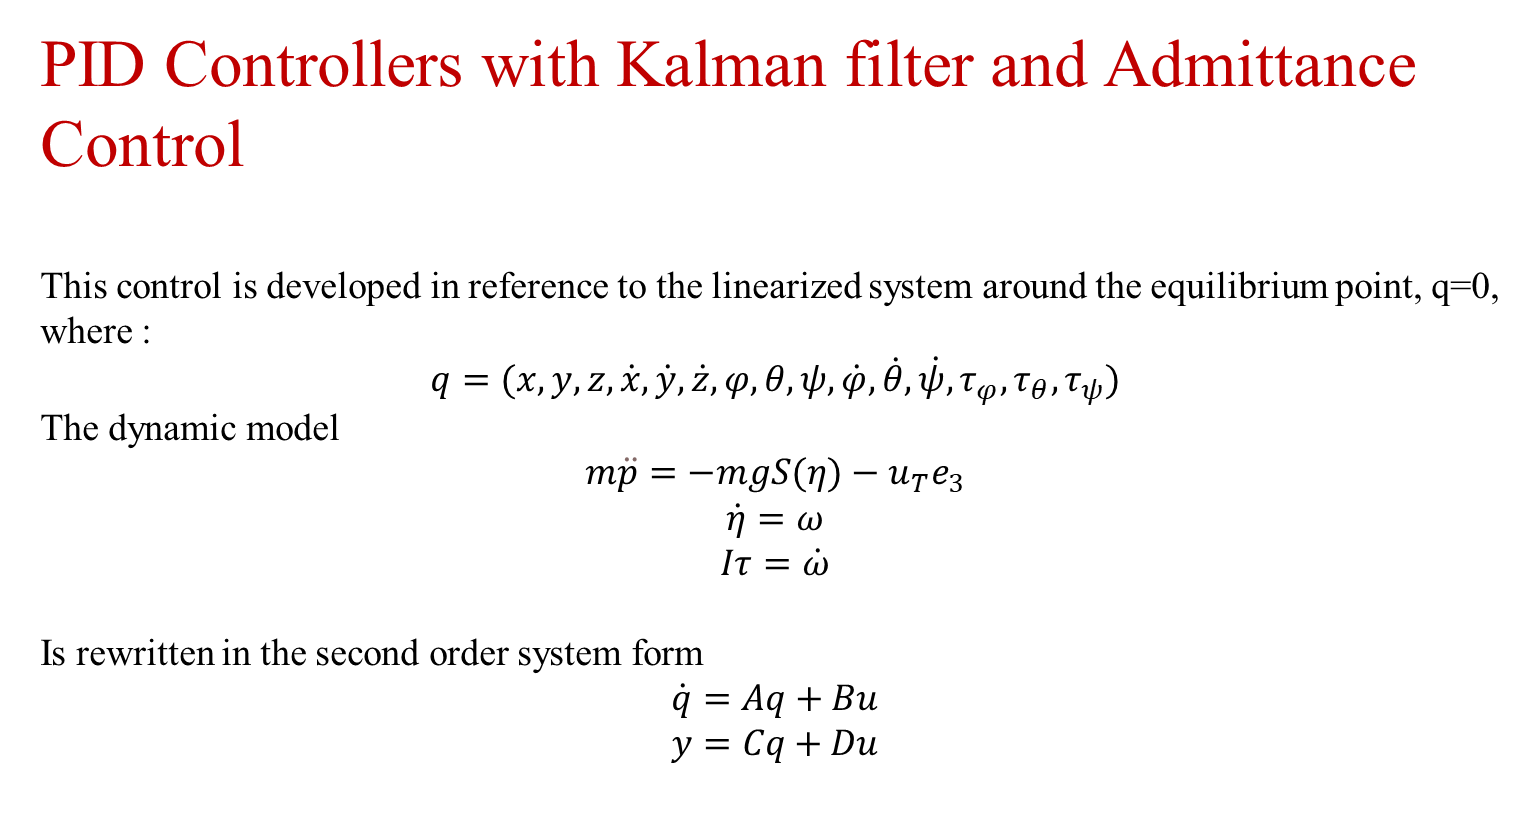 PID Controllers with Kalman filter and Admittance
Control
This control is developed in reference to the linearized system around the equilibrium point, q=0,
where :
q = (x, y, z, ẋ, ẏ, ż, φ, θ, ψ, φ̇, θ̇, ψ̇, τ_φ, τ_θ, τ_ψ)
The dynamic model
mp̈ = −mgS(η) − u_T e_3
η̇ = ω
Iτ = ω̇
Is rewritten in the second order system form
q̇ = Aq + Bu
y = Cq + Du